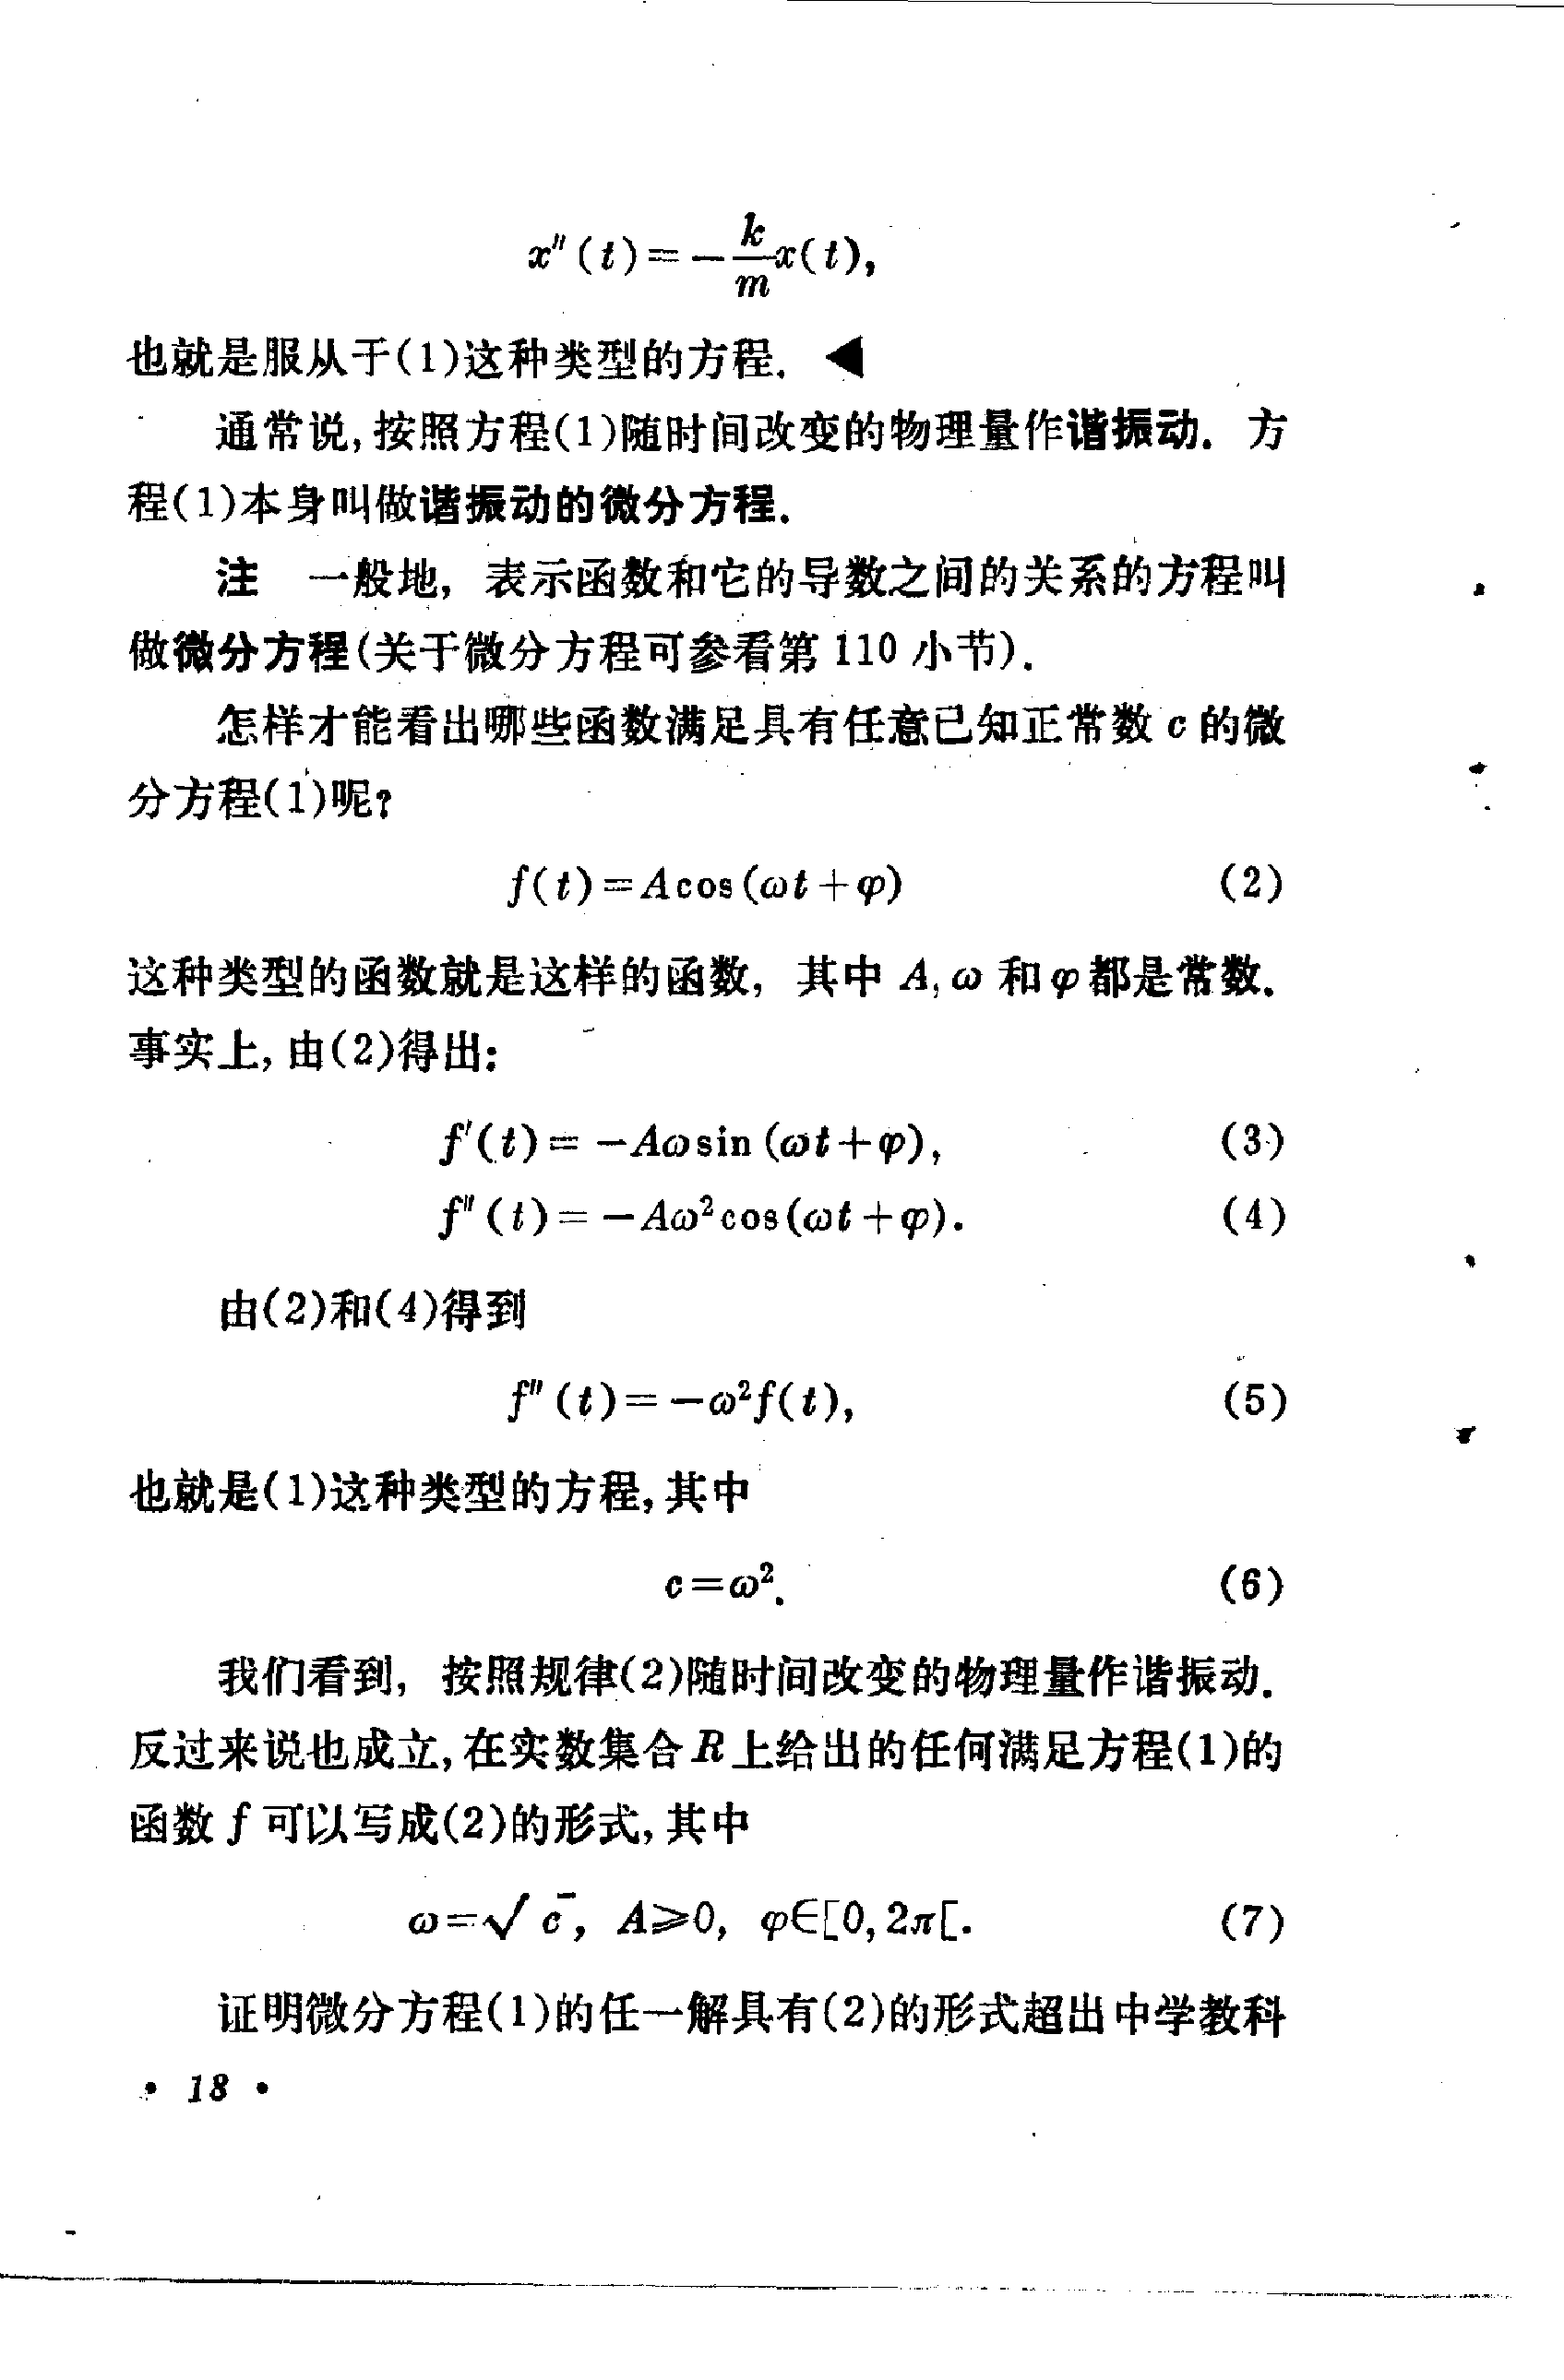 x″(t)=−k/m x(t),
也就是服从于(1)这种类型的方程. ◀
通常说,按照方程(1)随时间改变的物理量作谐振动. 方
程(1)本身叫做谐振动的微分方程.
注 一般地, 表示函数和它的导数之间的关系的方程叫
做微分方程(关于微分方程可参看第 110 小节).
怎样才能看出哪些函数满足具有任意已知正常数 c 的微
分方程(1)呢?
f(t)=Acos(ωt+φ) (2)
这种类型的函数就是这样的函数, 其中 A, ω 和 φ 都是常数.
事实上, 由(2)得出:
f′(t)= −Aωsin (ωt+φ), (3)
f″(t)= −Aω²cos(ωt+φ). (4)
由(2)和(4)得到
f″(t)= −ω²f(t), (5)
也就是(1)这种类型的方程, 其中
c=ω². (6)
我们看到, 按照规律(2)随时间改变的物理量作谐振动.
反过来说也成立, 在实数集合 R 上给出的任何满足方程(1)的
函数 f 可以写成(2)的形式, 其中
ω=√c̄, A⩾0, φ∈[0, 2π[. (7)
证明微分方程(1)的任一解具有(2)的形式超出中学教科
• 18 •